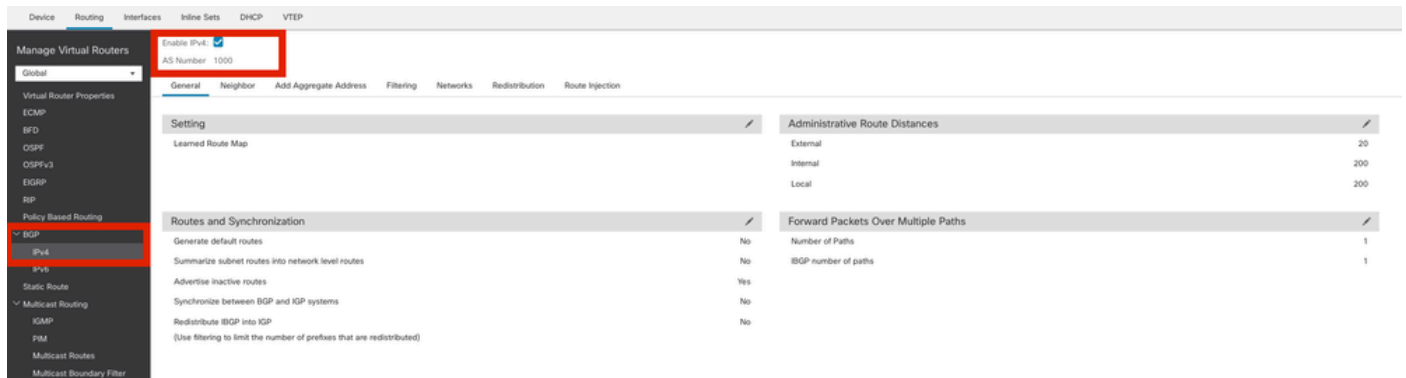 Device Routing Interfaces Inline Sets DHCP VTEP
Manage Virtual Routers
Global
Virtual Router Properties
ECMP
BFD
OSPF
OSPFv3
EIGRP
RIP
Policy Based Routing
BGP
IPv4
IPv6
Static Route
Multicast Routing
IGMP
PIM
Multicast Routes
Multicast Boundary Filter
Enable IPv4:
AS Number 1000
General Neighbor Add Aggregate Address Filtering Networks Redistribution Route Injection
Setting
Learned Route Map
Administrative Route Distances
External 20
Internal 200
Local 200
Routes and Synchronization
Generate default routes No
Summarize subnet routes into network level routes No
Advertise inactive routes Yes
Synchronize between BGP and IGP systems No
Redistribute IBGP into IGP No
(Use filtering to limit the number of prefixes that are redistributed)
Forward Packets Over Multiple Paths
Number of Paths 1
IBGP number of paths 1